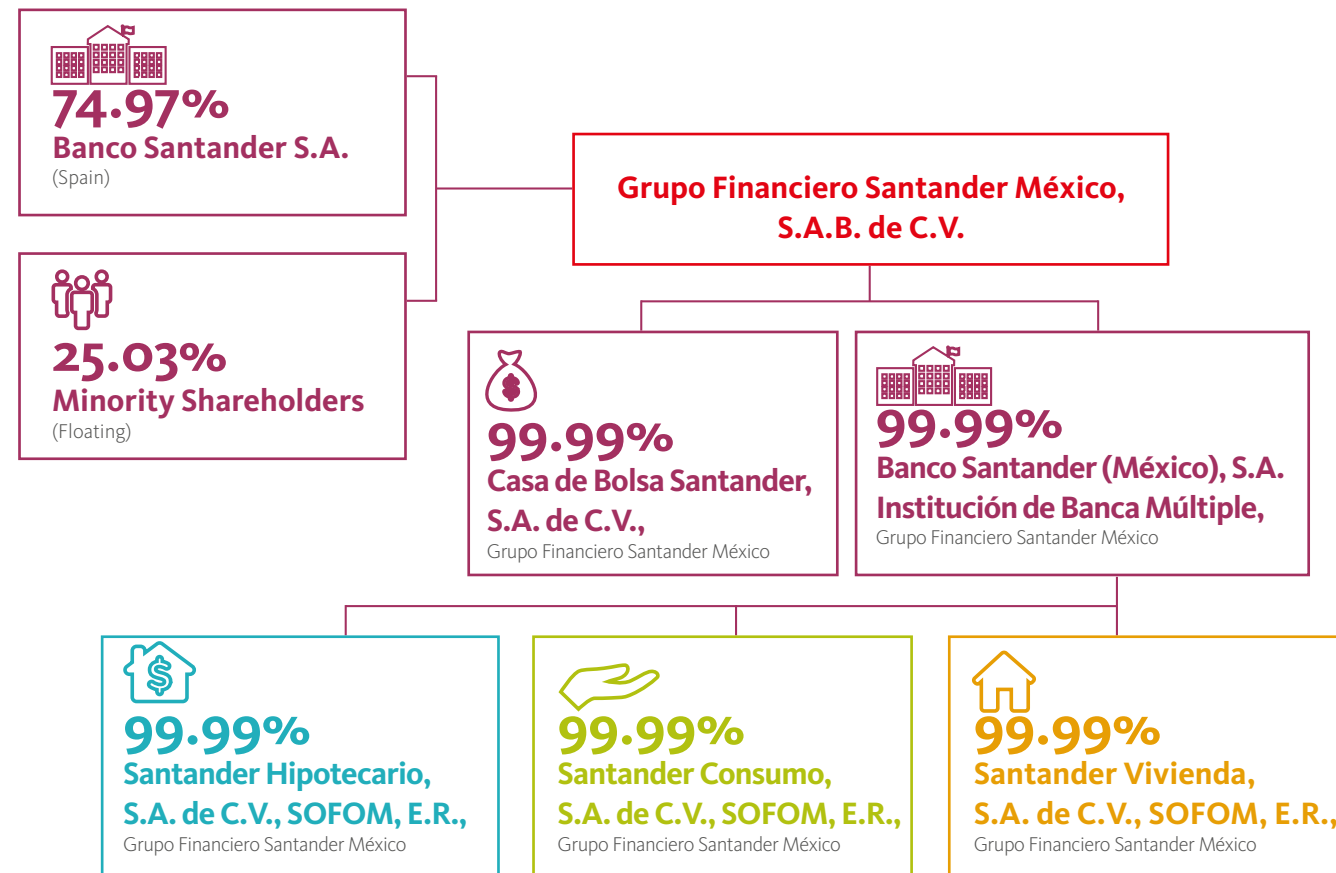 74.97%
Banco Santander S.A.
(Spain)
25.03%
Minority Shareholders
(Floating)
Grupo Financiero Santander México,
S.A.B. de C.V.
$
99.99%
Casa de Bolsa Santander,
S.A. de C.V.,
Grupo Financiero Santander México
99.99%
Banco Santander (México), S.A.
Institución de Banca Múltiple,
Grupo Financiero Santander México
$
99.99%
Santander Hipotecario,
S.A. de C.V., SOFOM, E.R.,
Grupo Financiero Santander México
99.99%
Santander Consumo,
S.A. de C.V., SOFOM, E.R.,
Grupo Financiero Santander México
99.99%
Santander Vivienda,
S.A. de C.V., SOFOM, E.R.,
Grupo Financiero Santander México